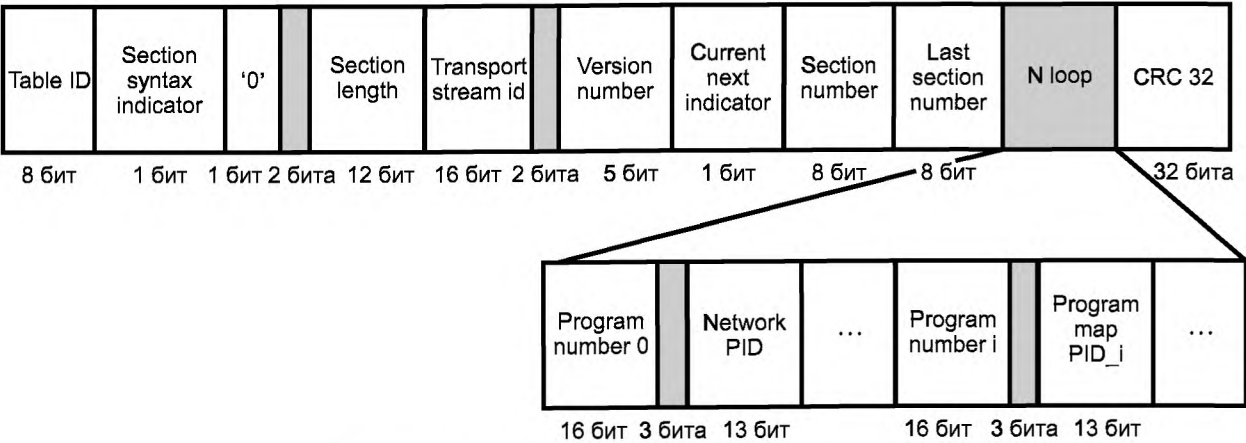 Table ID
Section
syntax
indicator
‘0’
Section
length
Transport
stream id
Version
number
Current
next
indicator
Section
number
Last
section
number
N loop
CRC 32
8 бит 1 бит 1 бит 2 бита 12 бит 16 бит 2 бита 5 бит 1 бит 8 бит 8 бит 32 бита
Program
number 0
Network
PID
...
Program
number i
Program
map
PID_i
...
16 бит 3 бита 13 бит 16 бит 3 бита 13 бит